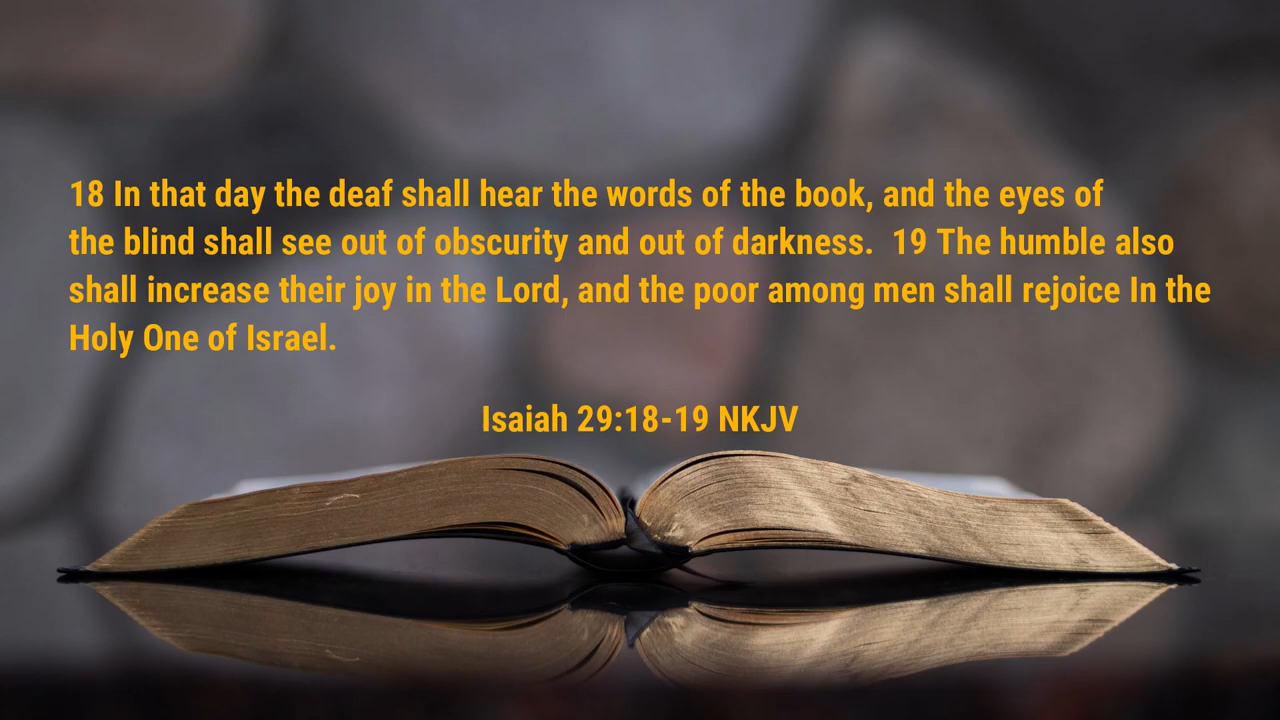 18 In that day the deaf shall hear the words of the book, and the eyes of
the blind shall see out of obscurity and out of darkness.  19 The humble also
shall increase their joy in the Lord, and the poor among men shall rejoice In the
Holy One of Israel.
Isaiah 29:18-19 NKJV